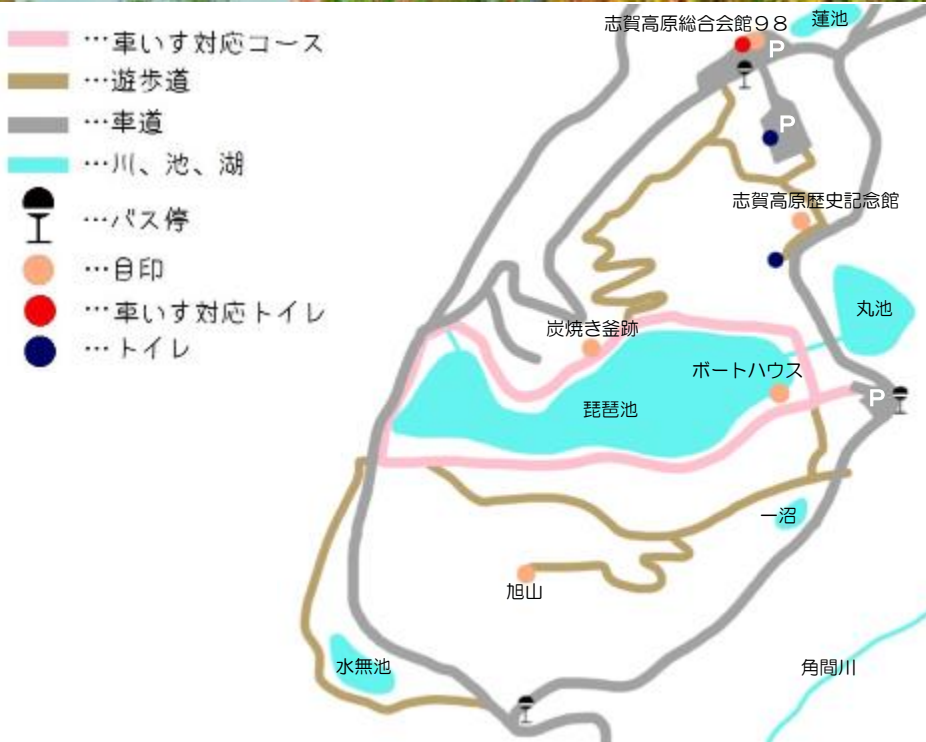 …車いす対応コース
…遊歩道
…車道
…川、池、湖
…バス停
…目印
…車いす対応トイレ
…トイレ
志賀高原総合会館98
蓮池
P
P
志賀高原歴史記念館
丸池
炭焼き釜跡
ボートハウス
P
琵琶池
一沼
旭山
水無池
角間川